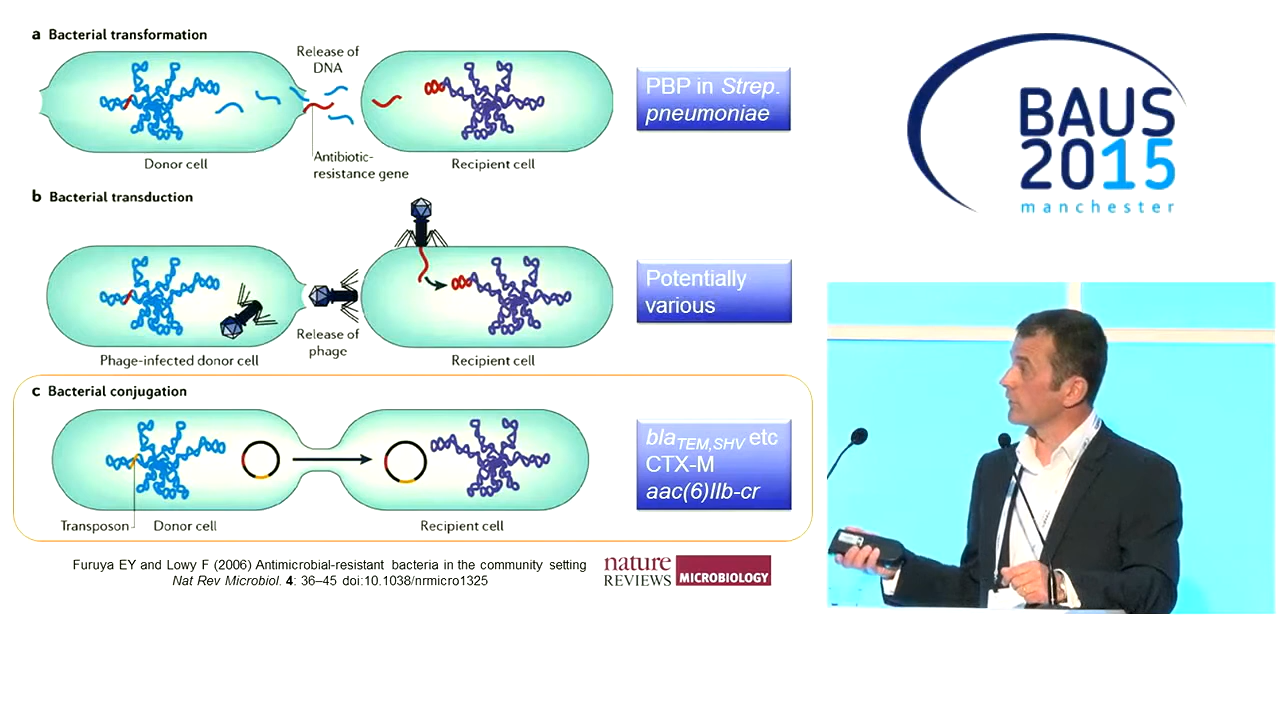 a Bacterial transformation
Release of
DNA
Donor cell
Antibiotic-
resistance gene
Recipient cell
PBP in Strep.
pneumoniae
b Bacterial transduction
Phage-infected donor cell
Release of
phage
Recipient cell
Potentially
various
c Bacterial conjugation
Transposon
Donor cell
Recipient cell
blaTEM,SHV etc
CTX-M
aac(6)IIb-cr
Furuya EY and Lowy F (2006) Antimicrobial-resistant bacteria in the community setting
Nat Rev Microbiol. 4: 36–45 doi:10.1038/nrmicro1325
nature
REVIEWS MICROBIOLOGY
BAUS
2015
manchester